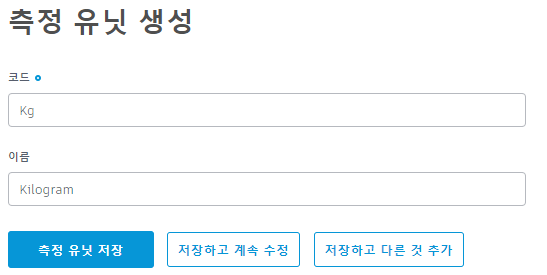 측정 유닛 생성
코드
Kg
이름
Kilogram
측정 유닛 저장 저장하고 계속 수정 저장하고 다른 것 추가